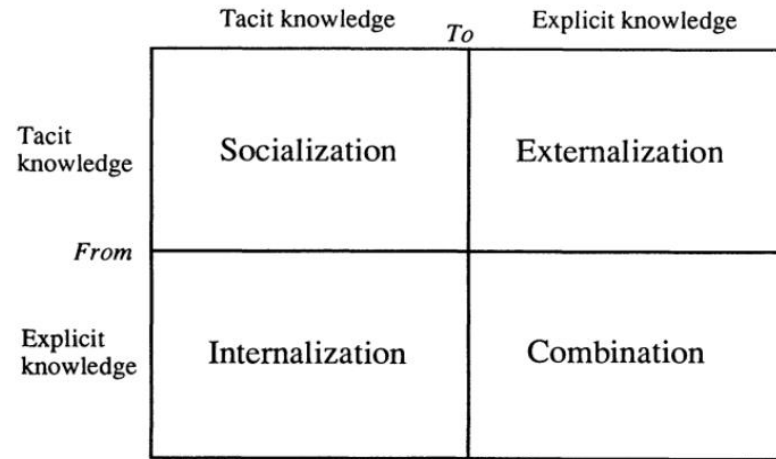 Tacit knowledge To Explicit knowledge
Tacit
knowledge
Socialization Externalization
From
Explicit
knowledge
Internalization Combination